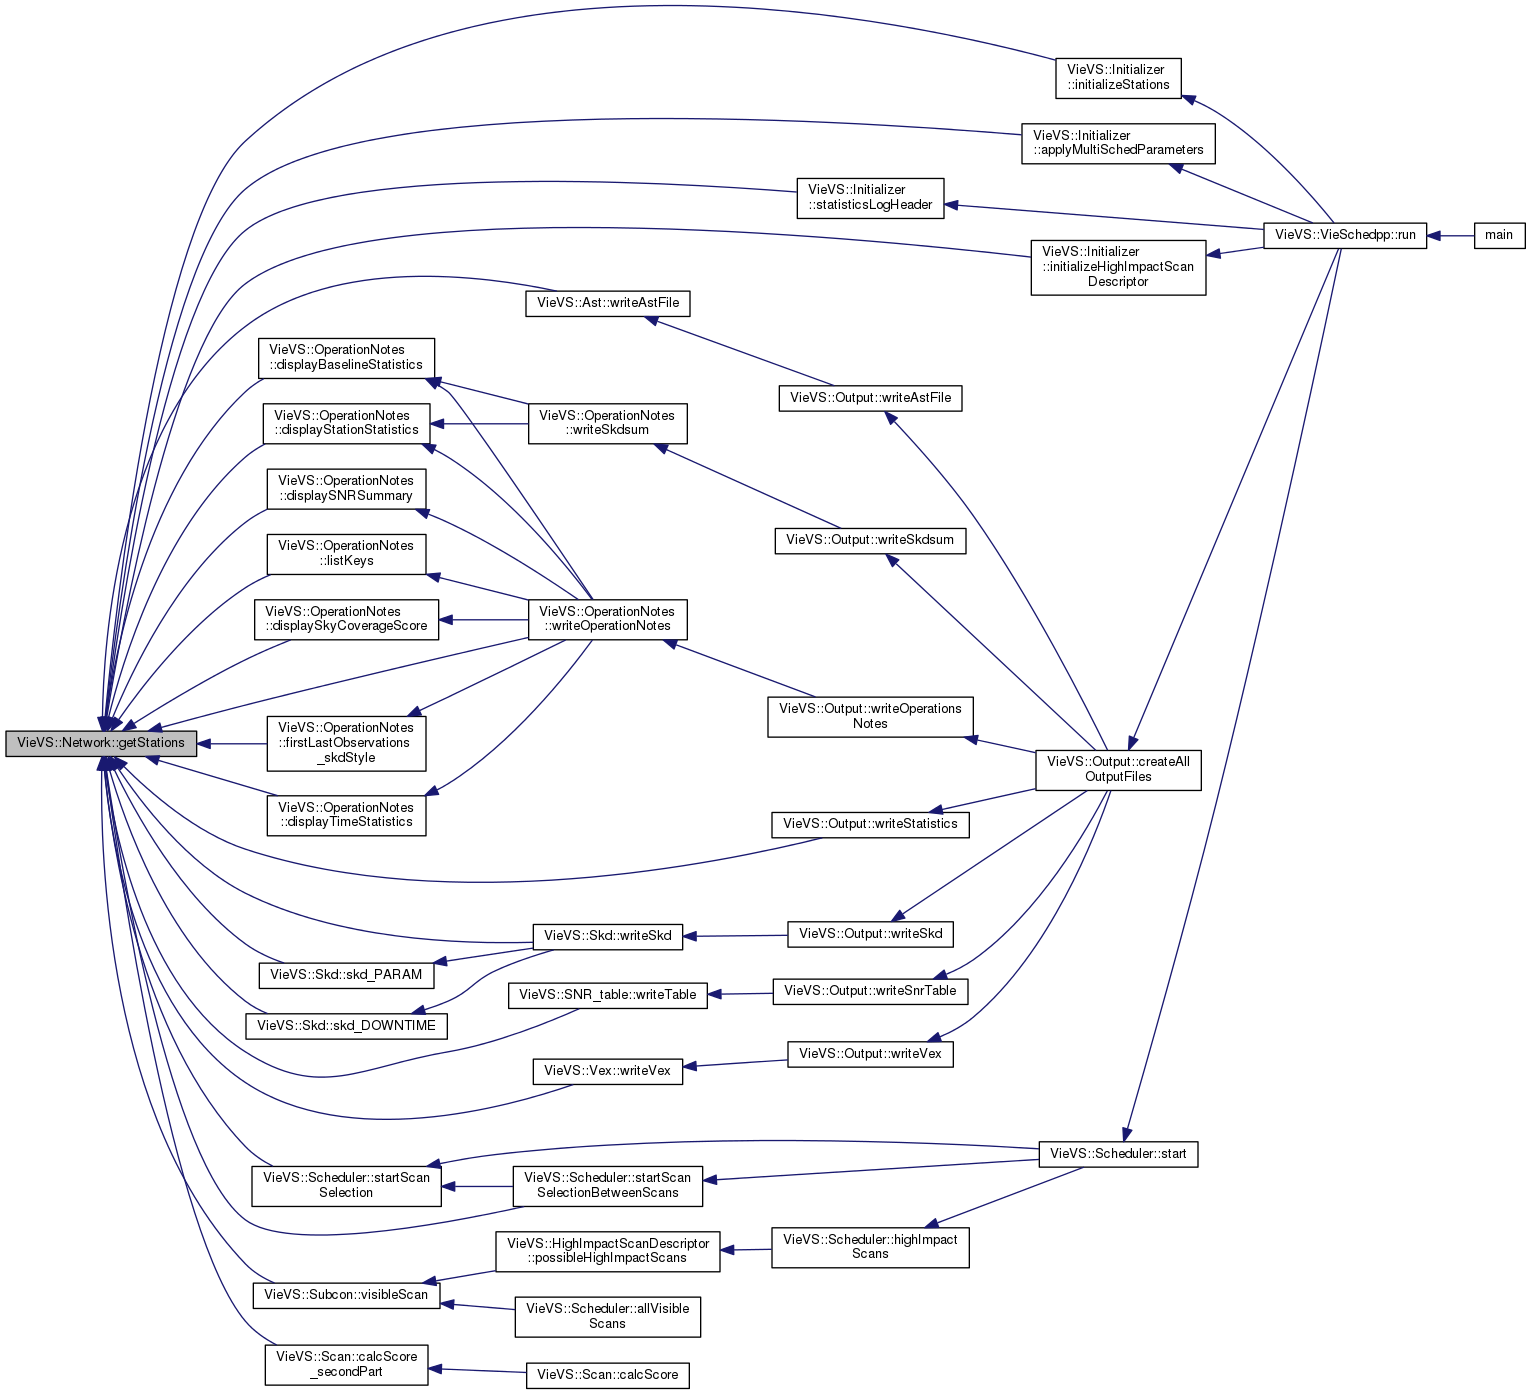 VieVS::Initializer
::initializeStations
VieVS::Initializer
::applyMultiSchedParameters
VieVS::Initializer
::statisticsLogHeader
VieVS::VieSchedpp::run
main
VieVS::Initializer
::initializeHighImpactScan
Descriptor
VieVS::Ast::writeAstFile
VieVS::OperationNotes
::displayBaselineStatistics
VieVS::Output::writeAstFile
VieVS::OperationNotes
::displayStationStatistics
VieVS::OperationNotes
::writeSkdsum
VieVS::OperationNotes
::displaySNRSummary
VieVS::Output::writeSkdsum
VieVS::OperationNotes
::listKeys
VieVS::OperationNotes
::displaySkyCoverageScore
VieVS::OperationNotes
::writeOperationNotes
VieVS::Output::writeOperations
Notes
VieVS::Network::getStations
VieVS::OperationNotes
::firstLastObservations
_skdStyle
VieVS::Output::createAll
OutputFiles
VieVS::OperationNotes
::displayTimeStatistics
VieVS::Output::writeStatistics
VieVS::Skd::writeSkd
VieVS::Output::writeSkd
VieVS::Skd::skd_PARAM
VieVS::SNR_table::writeTable
VieVS::Output::writeSnrTable
VieVS::Skd::skd_DOWNTIME
VieVS::Output::writeVex
VieVS::Vex::writeVex
VieVS::Scheduler::start
VieVS::Scheduler::startScan
Selection
VieVS::Scheduler::startScan
SelectionBetweenScans
VieVS::HighImpactScanDescriptor
::possibleHighImpactScans
VieVS::Scheduler::highImpact
Scans
VieVS::Subcon::visibleScan
VieVS::Scheduler::allVisible
Scans
VieVS::Scan::calcScore
_secondPart
VieVS::Scan::calcScore